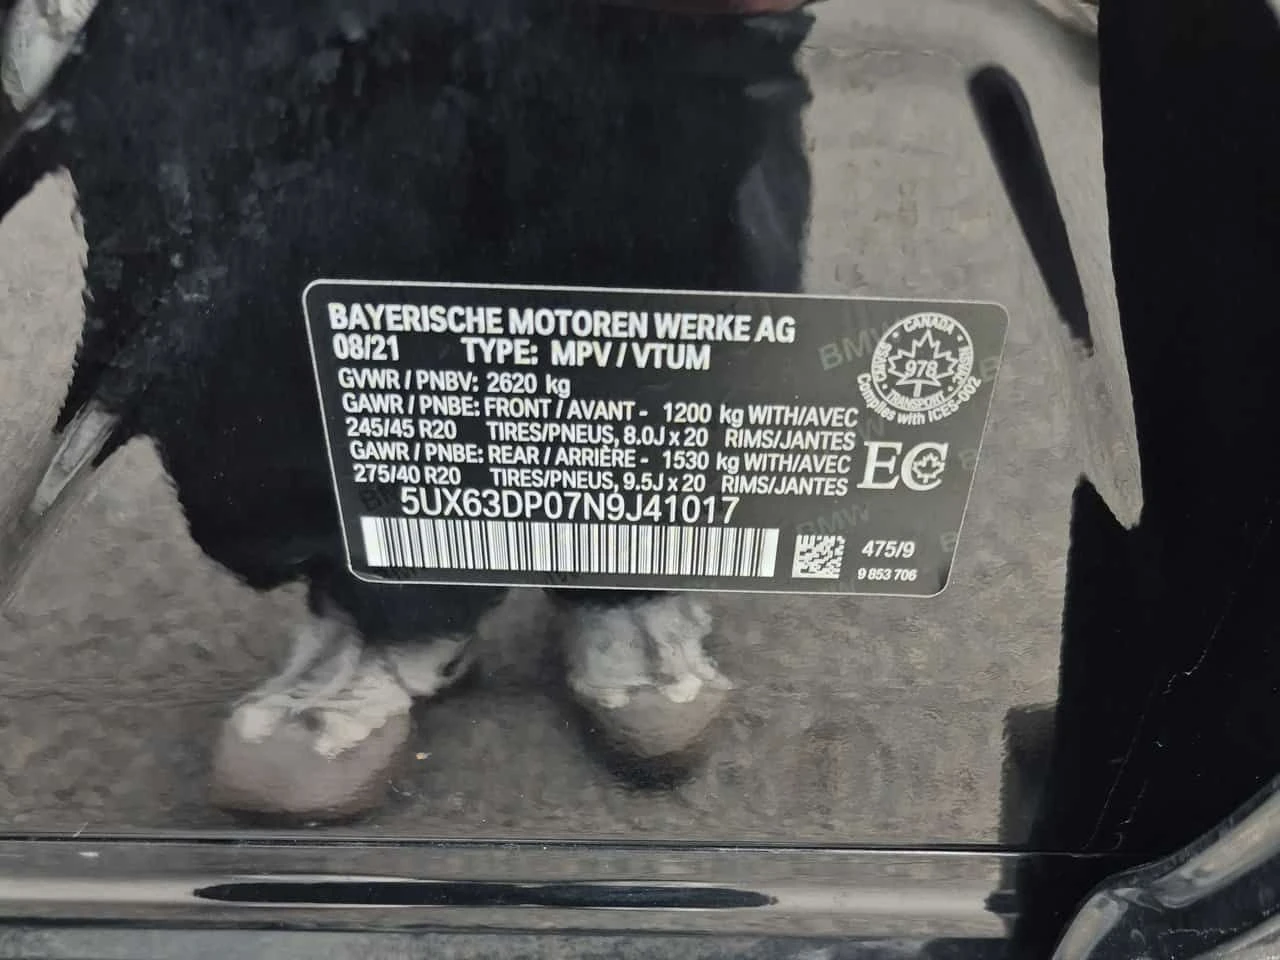 BAYERISCHE MOTOREN WERKE AG
08/21 TYPE: MPV / VTUM
GVWR / PNBV: 2620 kg
GAWR / PNBE: FRONT / AVANT - 1200 kg WITH/AVEC
245/45 R20 TIRES/PNEUS, 8.0J x 20 RIMS/JANTES
GAWR / PNBE: REAR / ARRIÈRE - 1530 kg WITH/AVEC
275/40 R20 TIRES/PNEUS, 9.5J x 20 RIMS/JANTES
5UX63DP07N9J41017
CANADA
978
TRANSPORT
Complies with ICES-002
EC
475/9
9 853 706
BMW
BMW